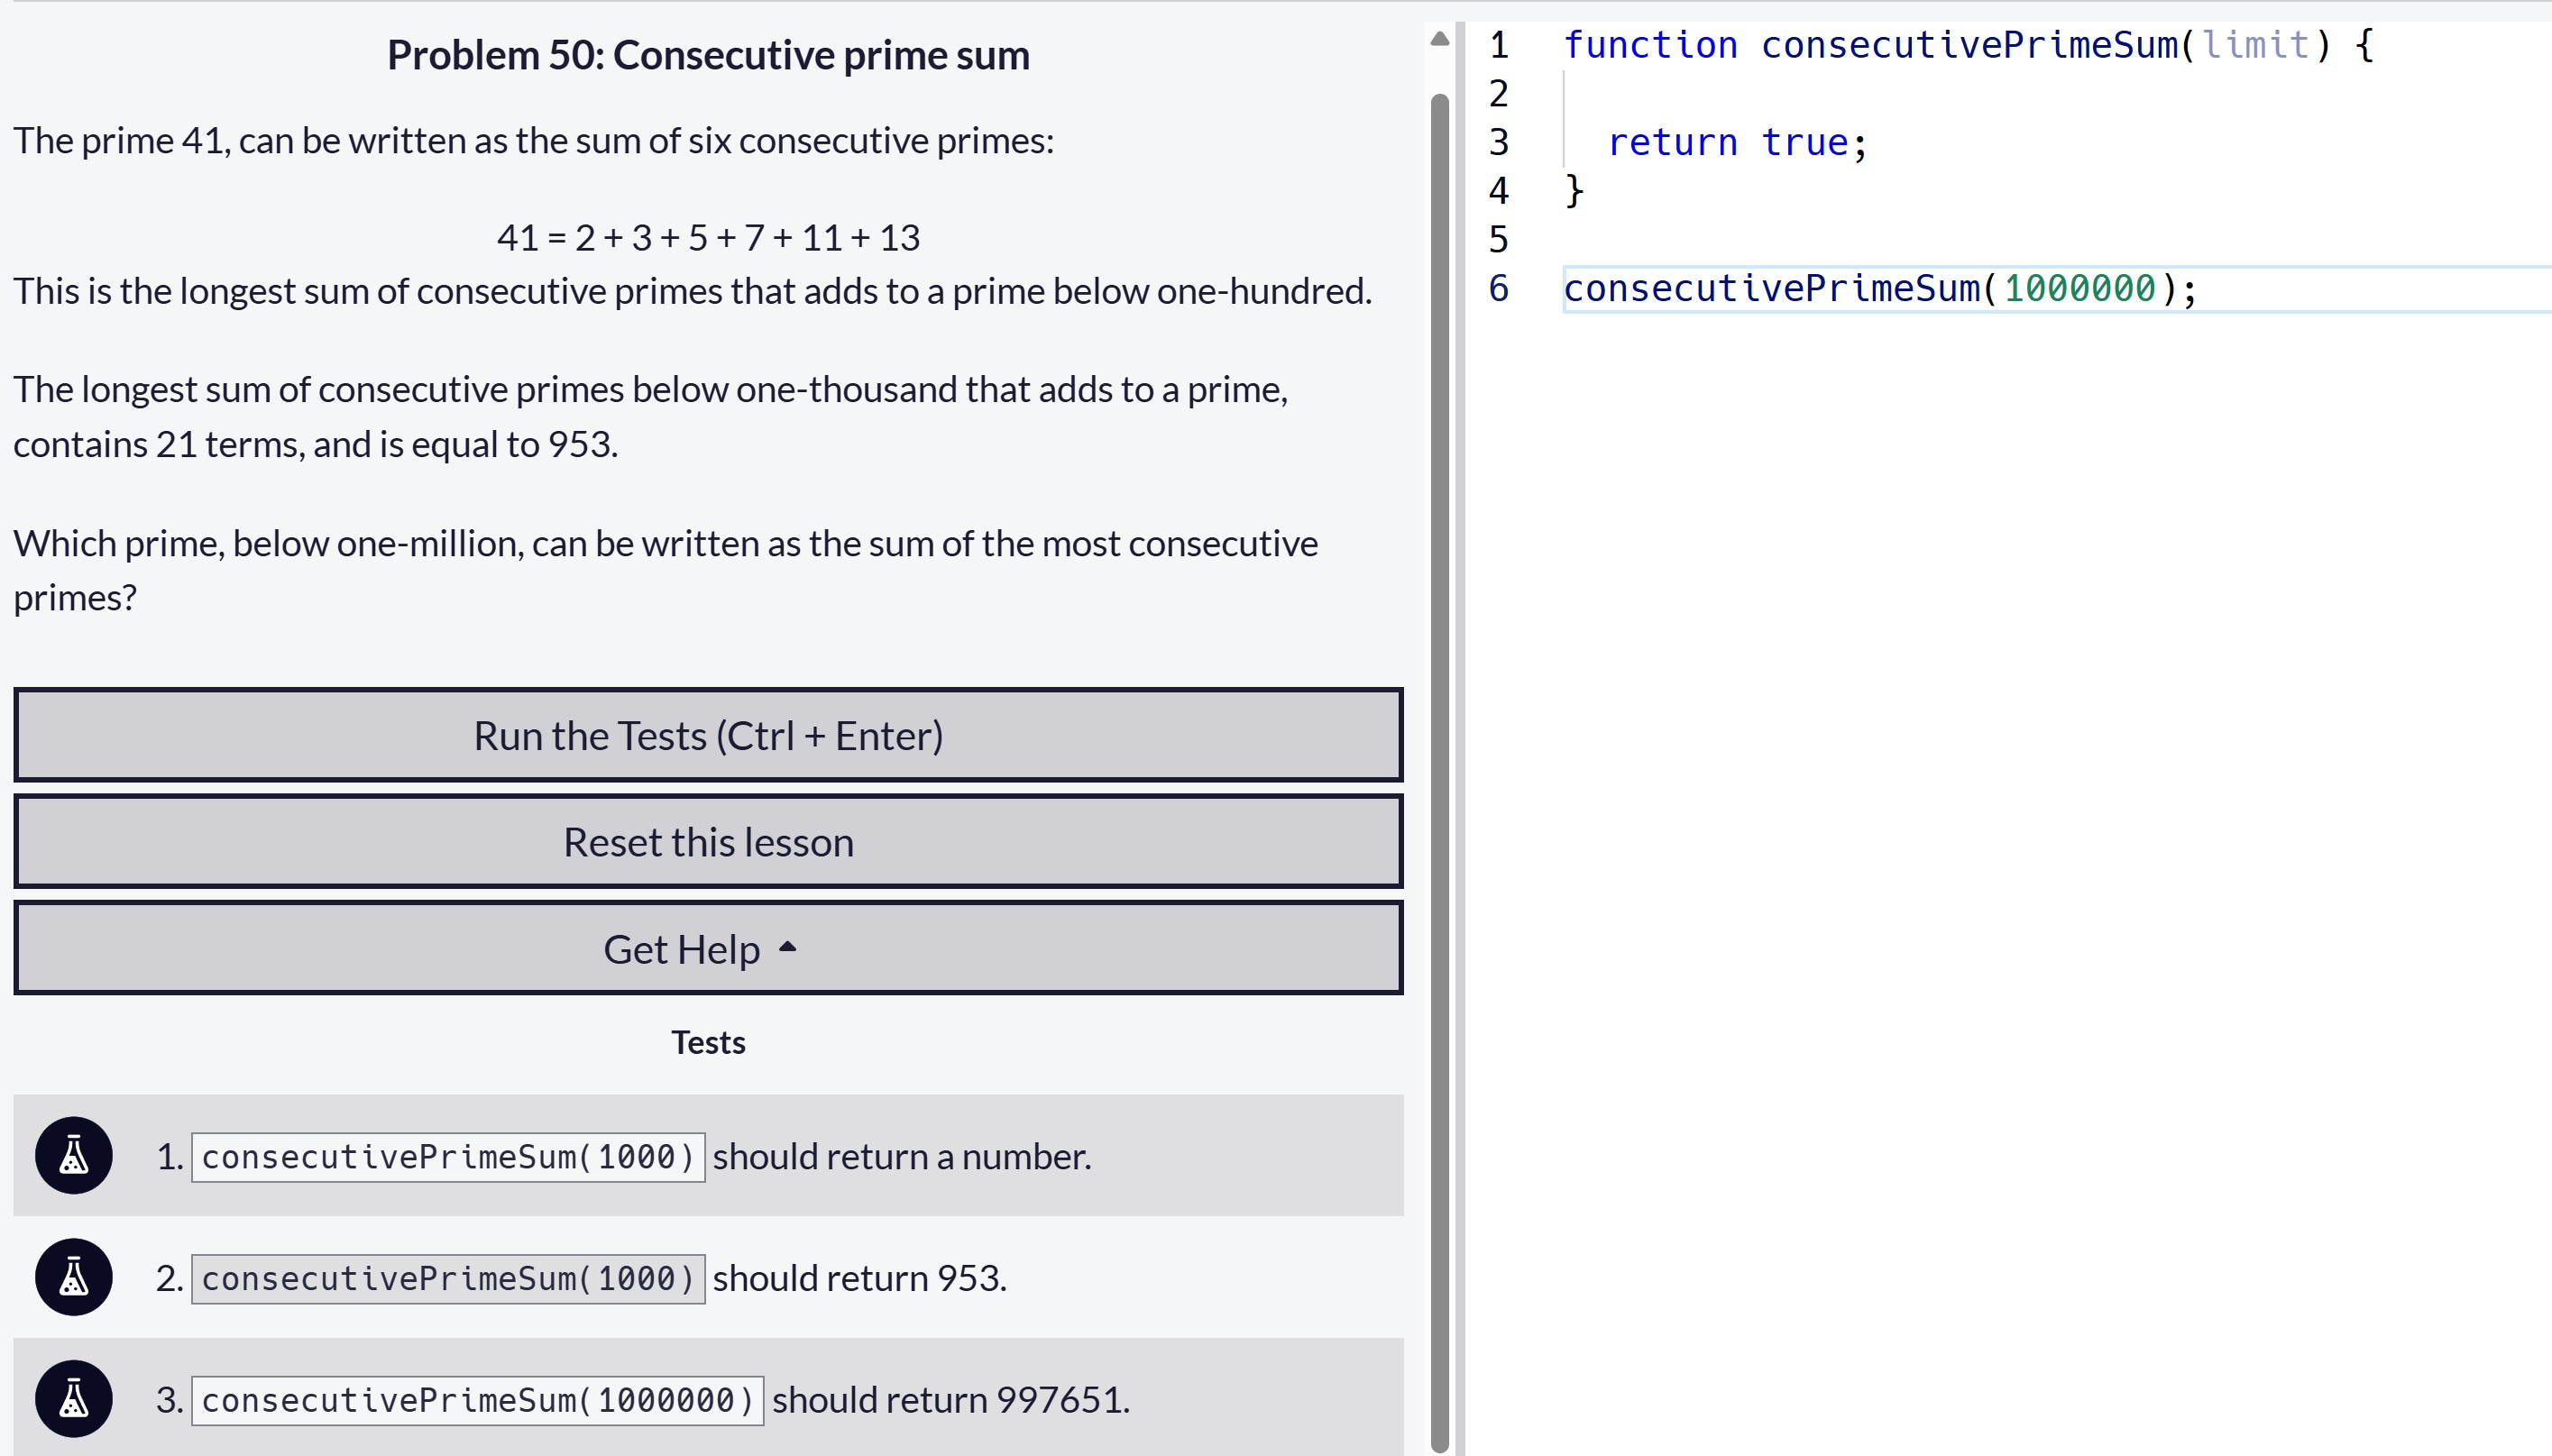 Problem 50: Consecutive prime sum
The prime 41, can be written as the sum of six consecutive primes:
41 = 2 + 3 + 5 + 7 + 11 + 13
This is the longest sum of consecutive primes that adds to a prime below one-hundred.
The longest sum of consecutive primes below one-thousand that adds to a prime,
contains 21 terms, and is equal to 953.
Which prime, below one-million, can be written as the sum of the most consecutive
primes?
Run the Tests (Ctrl + Enter)
Reset this lesson
Get Help
Tests
1. consecutivePrimeSum(1000) should return a number.
2. consecutivePrimeSum(1000) should return 953.
3. consecutivePrimeSum(1000000) should return 997651.
1 function consecutivePrimeSum(limit) {
2
3 return true;
4 }
5
6 consecutivePrimeSum(1000000);